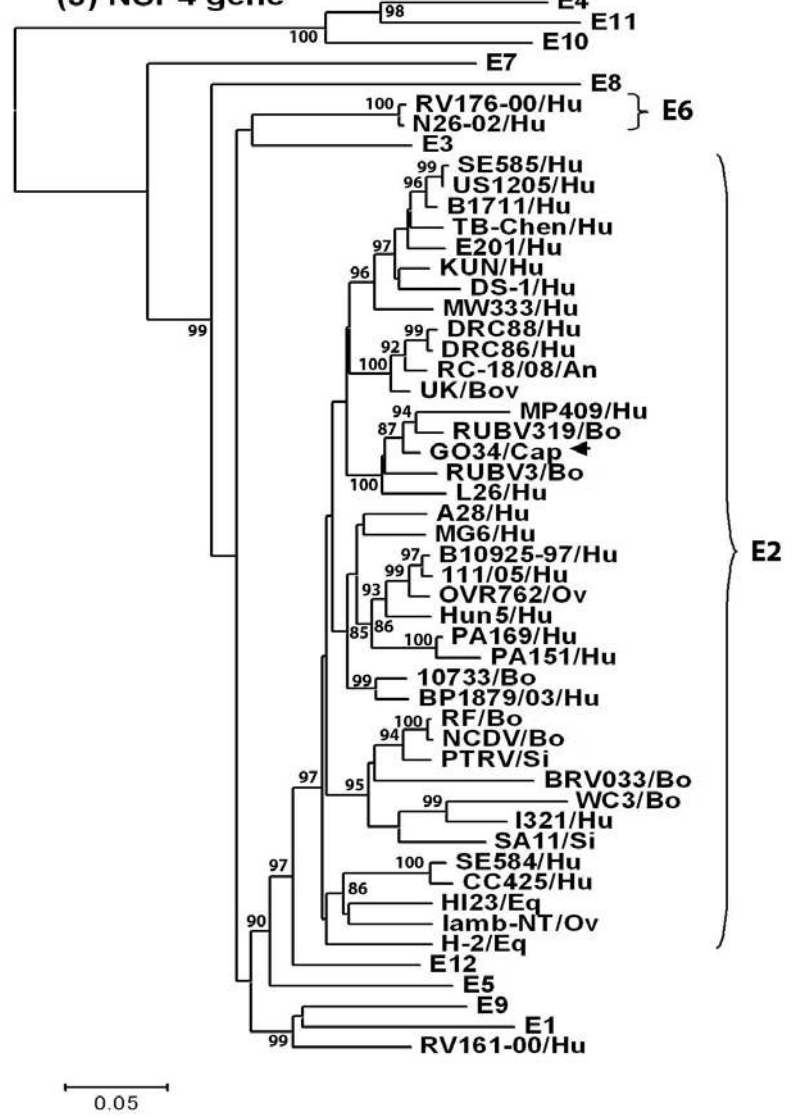 (c) NSP4 gene
E4
98
E11
100
E10
E7
E8
100
RV176-00/Hu
N26-02/Hu
E6
E3
99
SE585/Hu
96
US1205/Hu
B1711/Hu
TB-Chen/Hu
97
E201/Hu
96
KUN/Hu
DS-1/Hu
MW333/Hu
99
99
DRC88/Hu
92
DRC86/Hu
100
RC-18/08/An
UK/Bov
94
MP409/Hu
87
RUBV319/Bo
GO34/Cap
RUBV3/Bo
100
L26/Hu
A28/Hu
MG6/Hu
97
B10925-97/Hu
E2
99
111/05/Hu
93
OVR762/Ov
85
86
Hun5/Hu
100
PA169/Hu
PA151/Hu
99
10733/Bo
BP1879/03/Hu
100
RF/Bo
94
NCDV/Bo
PTRV/Si
97
95
BRV033/Bo
99
WC3/Bo
I321/Hu
SA11/Si
97
100
SE584/Hu
CC425/Hu
86
HI23/Eq
90
lamb-NT/Ov
H-2/Eq
E12
E5
E9
E1
99
RV161-00/Hu
0.05